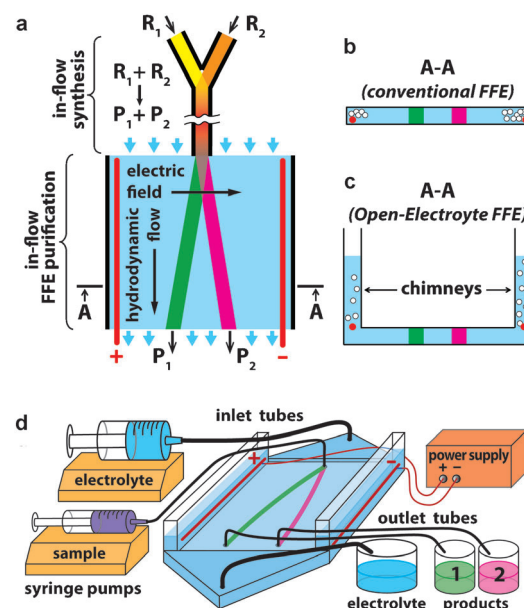 a
R1
R2
R1+ R2
P1+ P2
in-flow
synthesis
electric
field
hydrodynamic
flow
in-flow
FFE purification
A
A
+
–
P1
P2
b
A-A
(conventional FFE)
c
A-A
(Open-Electroyte FFE)
chimneys
d
inlet tubes
electrolyte
+
–
power supply
+ –
sample
outlet tubes
syringe pumps
1
2
electrolyte
products